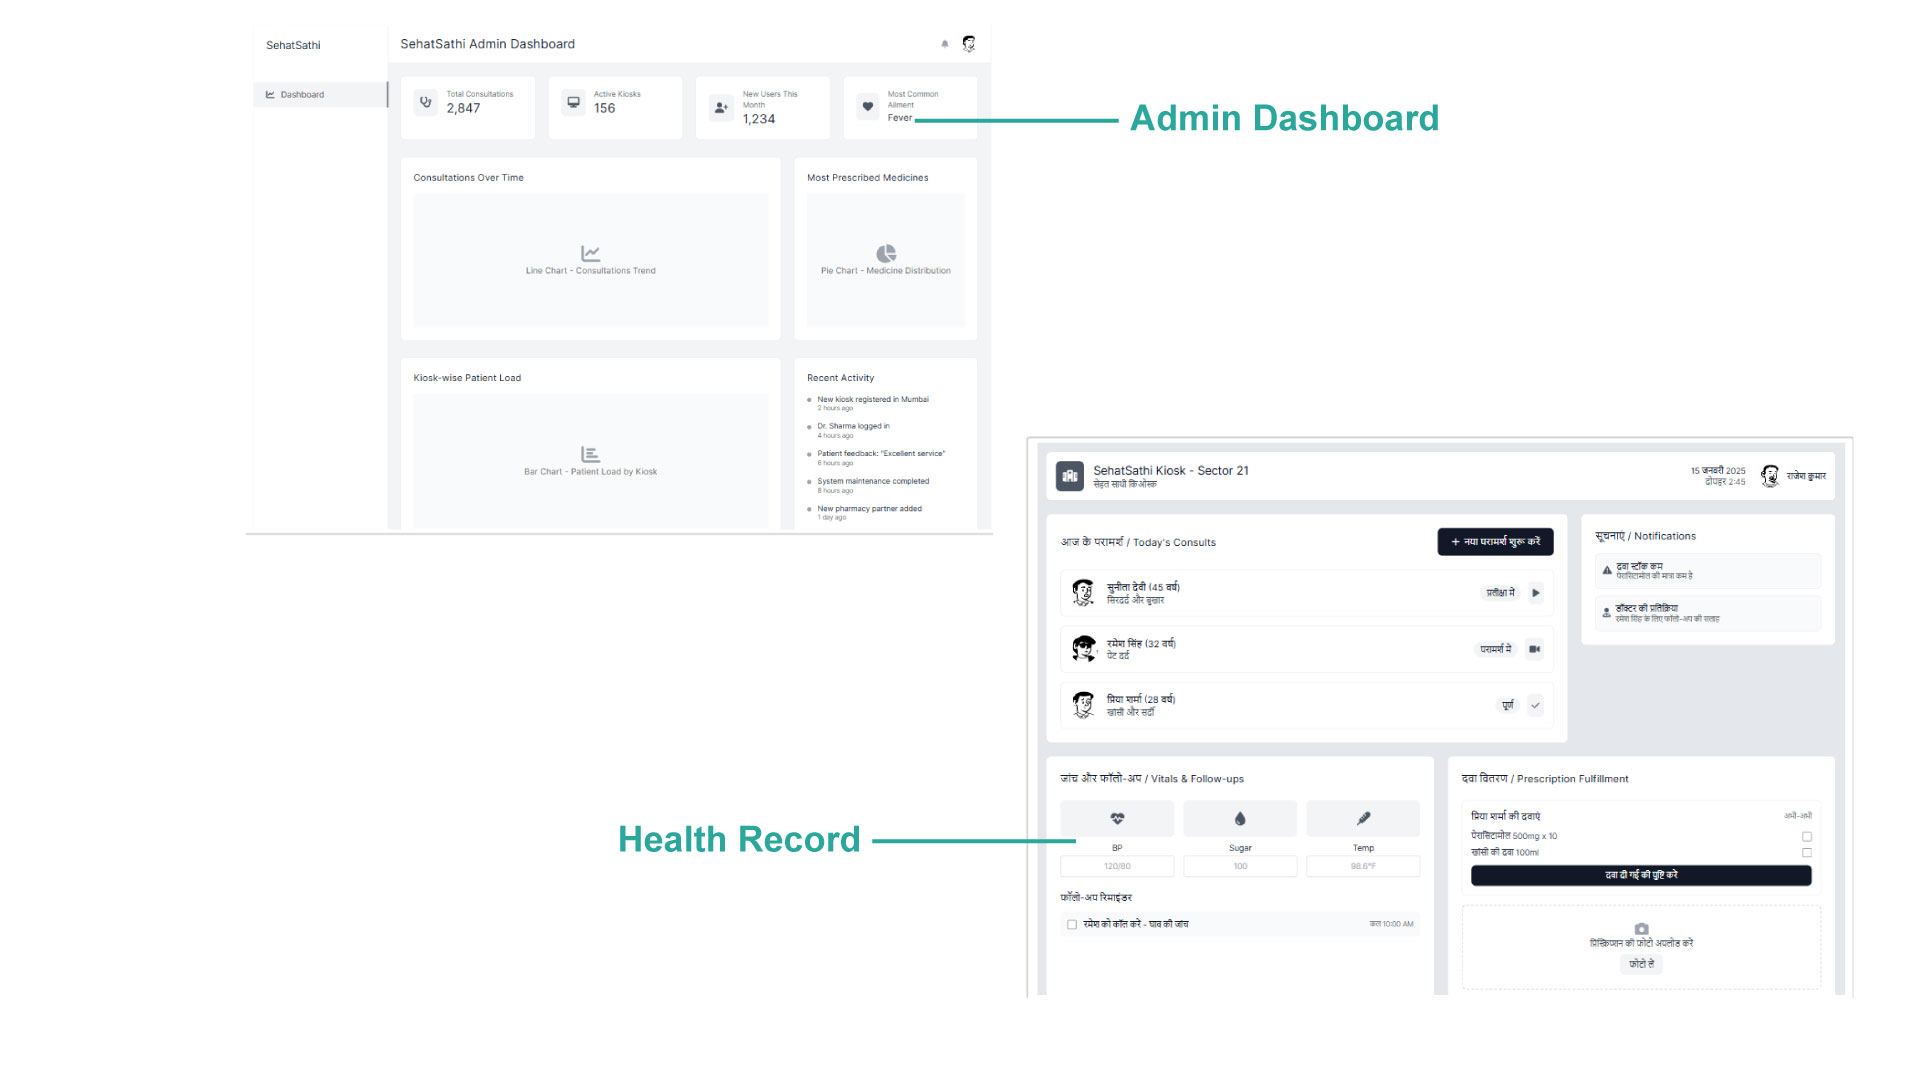 SehatSathi
Dashboard
SehatSathi Admin Dashboard
Total Consultations
2,847
Active Kiosks
156
New Users This
Month
1,234
Most Common
Ailment
Fever
Admin Dashboard
Consultations Over Time
Line Chart - Consultations Trend
Most Prescribed Medicines
Pie Chart - Medicine Distribution
Kiosk-wise Patient Load
Bar Chart - Patient Load by Kiosk
Recent Activity
New kiosk registered in Mumbai
2 hours ago
Dr. Sharma logged in
4 hours ago
Patient feedback: "Excellent service"
6 hours ago
System maintenance completed
8 hours ago
New pharmacy partner added
1 day ago
SehatSathi Kiosk - Sector 21
सेहत साथी किओस्क
15 जनवरी 2025
दोपहर 2:45
राजेश कुमार
आज के परामर्श / Today's Consults
+ नया परामर्श शुरू करें
सुनीता देवी (45 वर्ष)
सिरदर्द और बुखार
प्रतीक्षा में
रमेश सिंह (32 वर्ष)
पेट दर्द
परामर्श में
प्रिया शर्मा (28 वर्ष)
खांसी और सर्दी
पूर्ण
सूचनाएं / Notifications
दवा स्टॉक कम
पेरासिटामोल की मात्रा कम है
डॉक्टर की प्रतिक्रिया
रमेश सिंह के लिए फॉलो-अप की सलाह
Health Record
जांच और फॉलो-अप / Vitals & Follow-ups
BP
120/80
Sugar
100
Temp
98.6°F
फॉलो-अप रिमाइंडर
रमेश को कॉल करें - घाव की जांच
कल 10:00 AM
दवा वितरण / Prescription Fulfillment
प्रिया शर्मा की दवाएं
अभी-अभी
पेरासिटामोल 500mg x 10
खांसी की दवा 100ml
दवा दी गई की पुष्टि करें
प्रिस्क्रिप्शन की फोटो अपलोड करें
फोटो लें